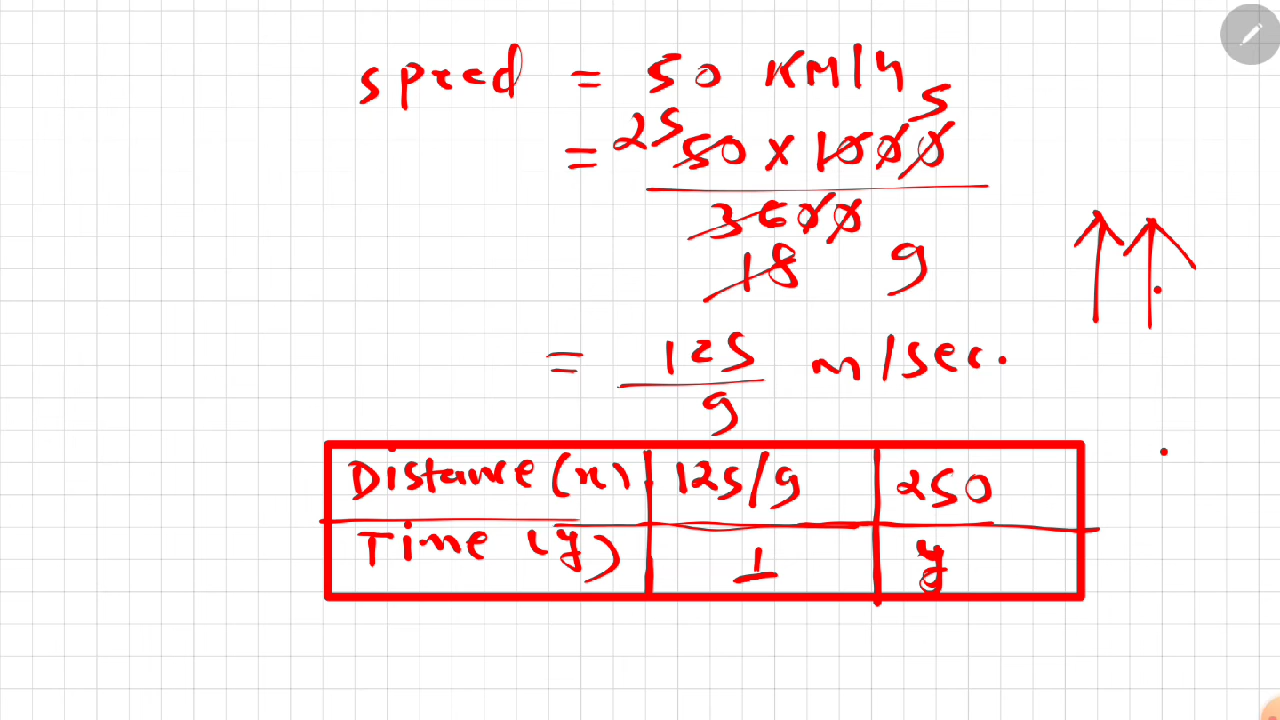 speed = 50 KM/h
5
= 25 50 x 1000
3600
18 9
= 125 m/sec.
9
Distance (x) 125/9 250
Time (y) 1 y